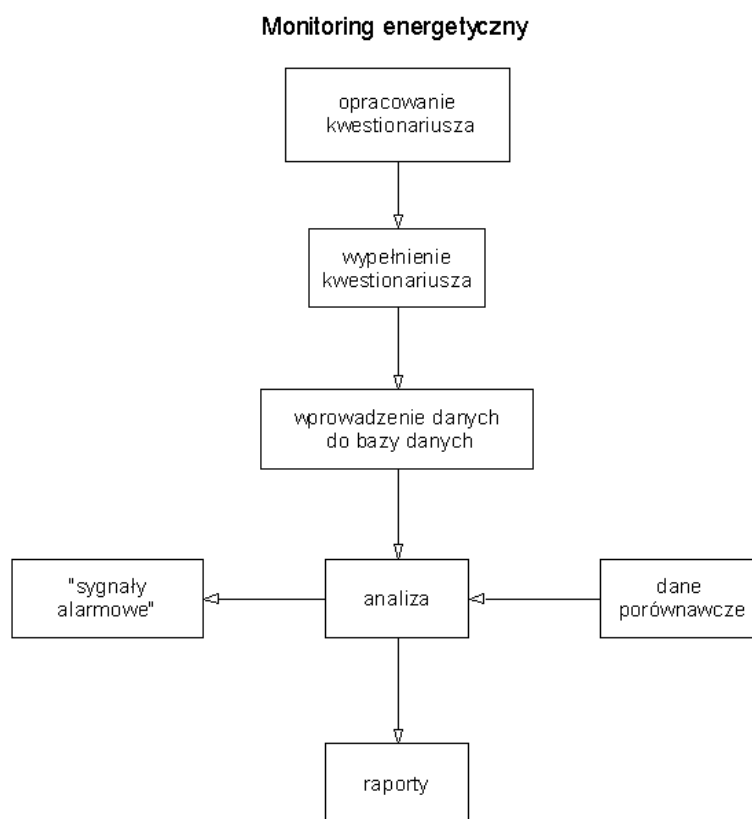 Monitoring energetyczny
opracowanie
kwestionariusza
wypełnienie
kwestionariusza
wprowadzenie danych
do bazy danych
"sygnały
alarmowe"
analiza
dane
porównawcze
raporty